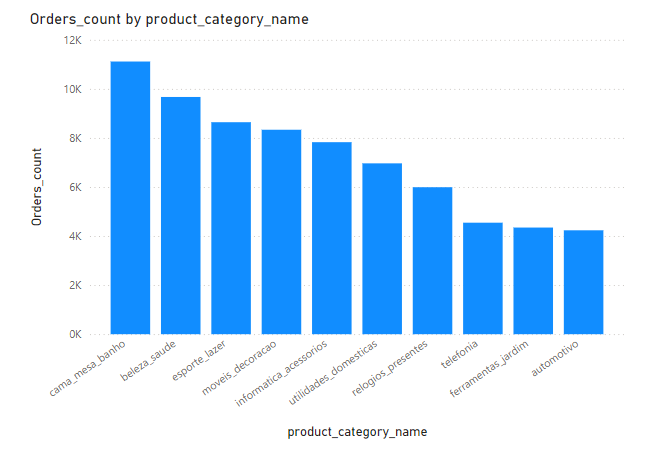 Orders_count by product_category_name
12K
10K
8K
6K
4K
2K
0K
Orders_count
cama_mesa_banho
beleza_saude
esporte_lazer
moveis_decoracao
informatica_acessorios
utilidades_domesticas
relogios_presentes
telefonia
ferramentas_jardim
automotivo
product_category_name